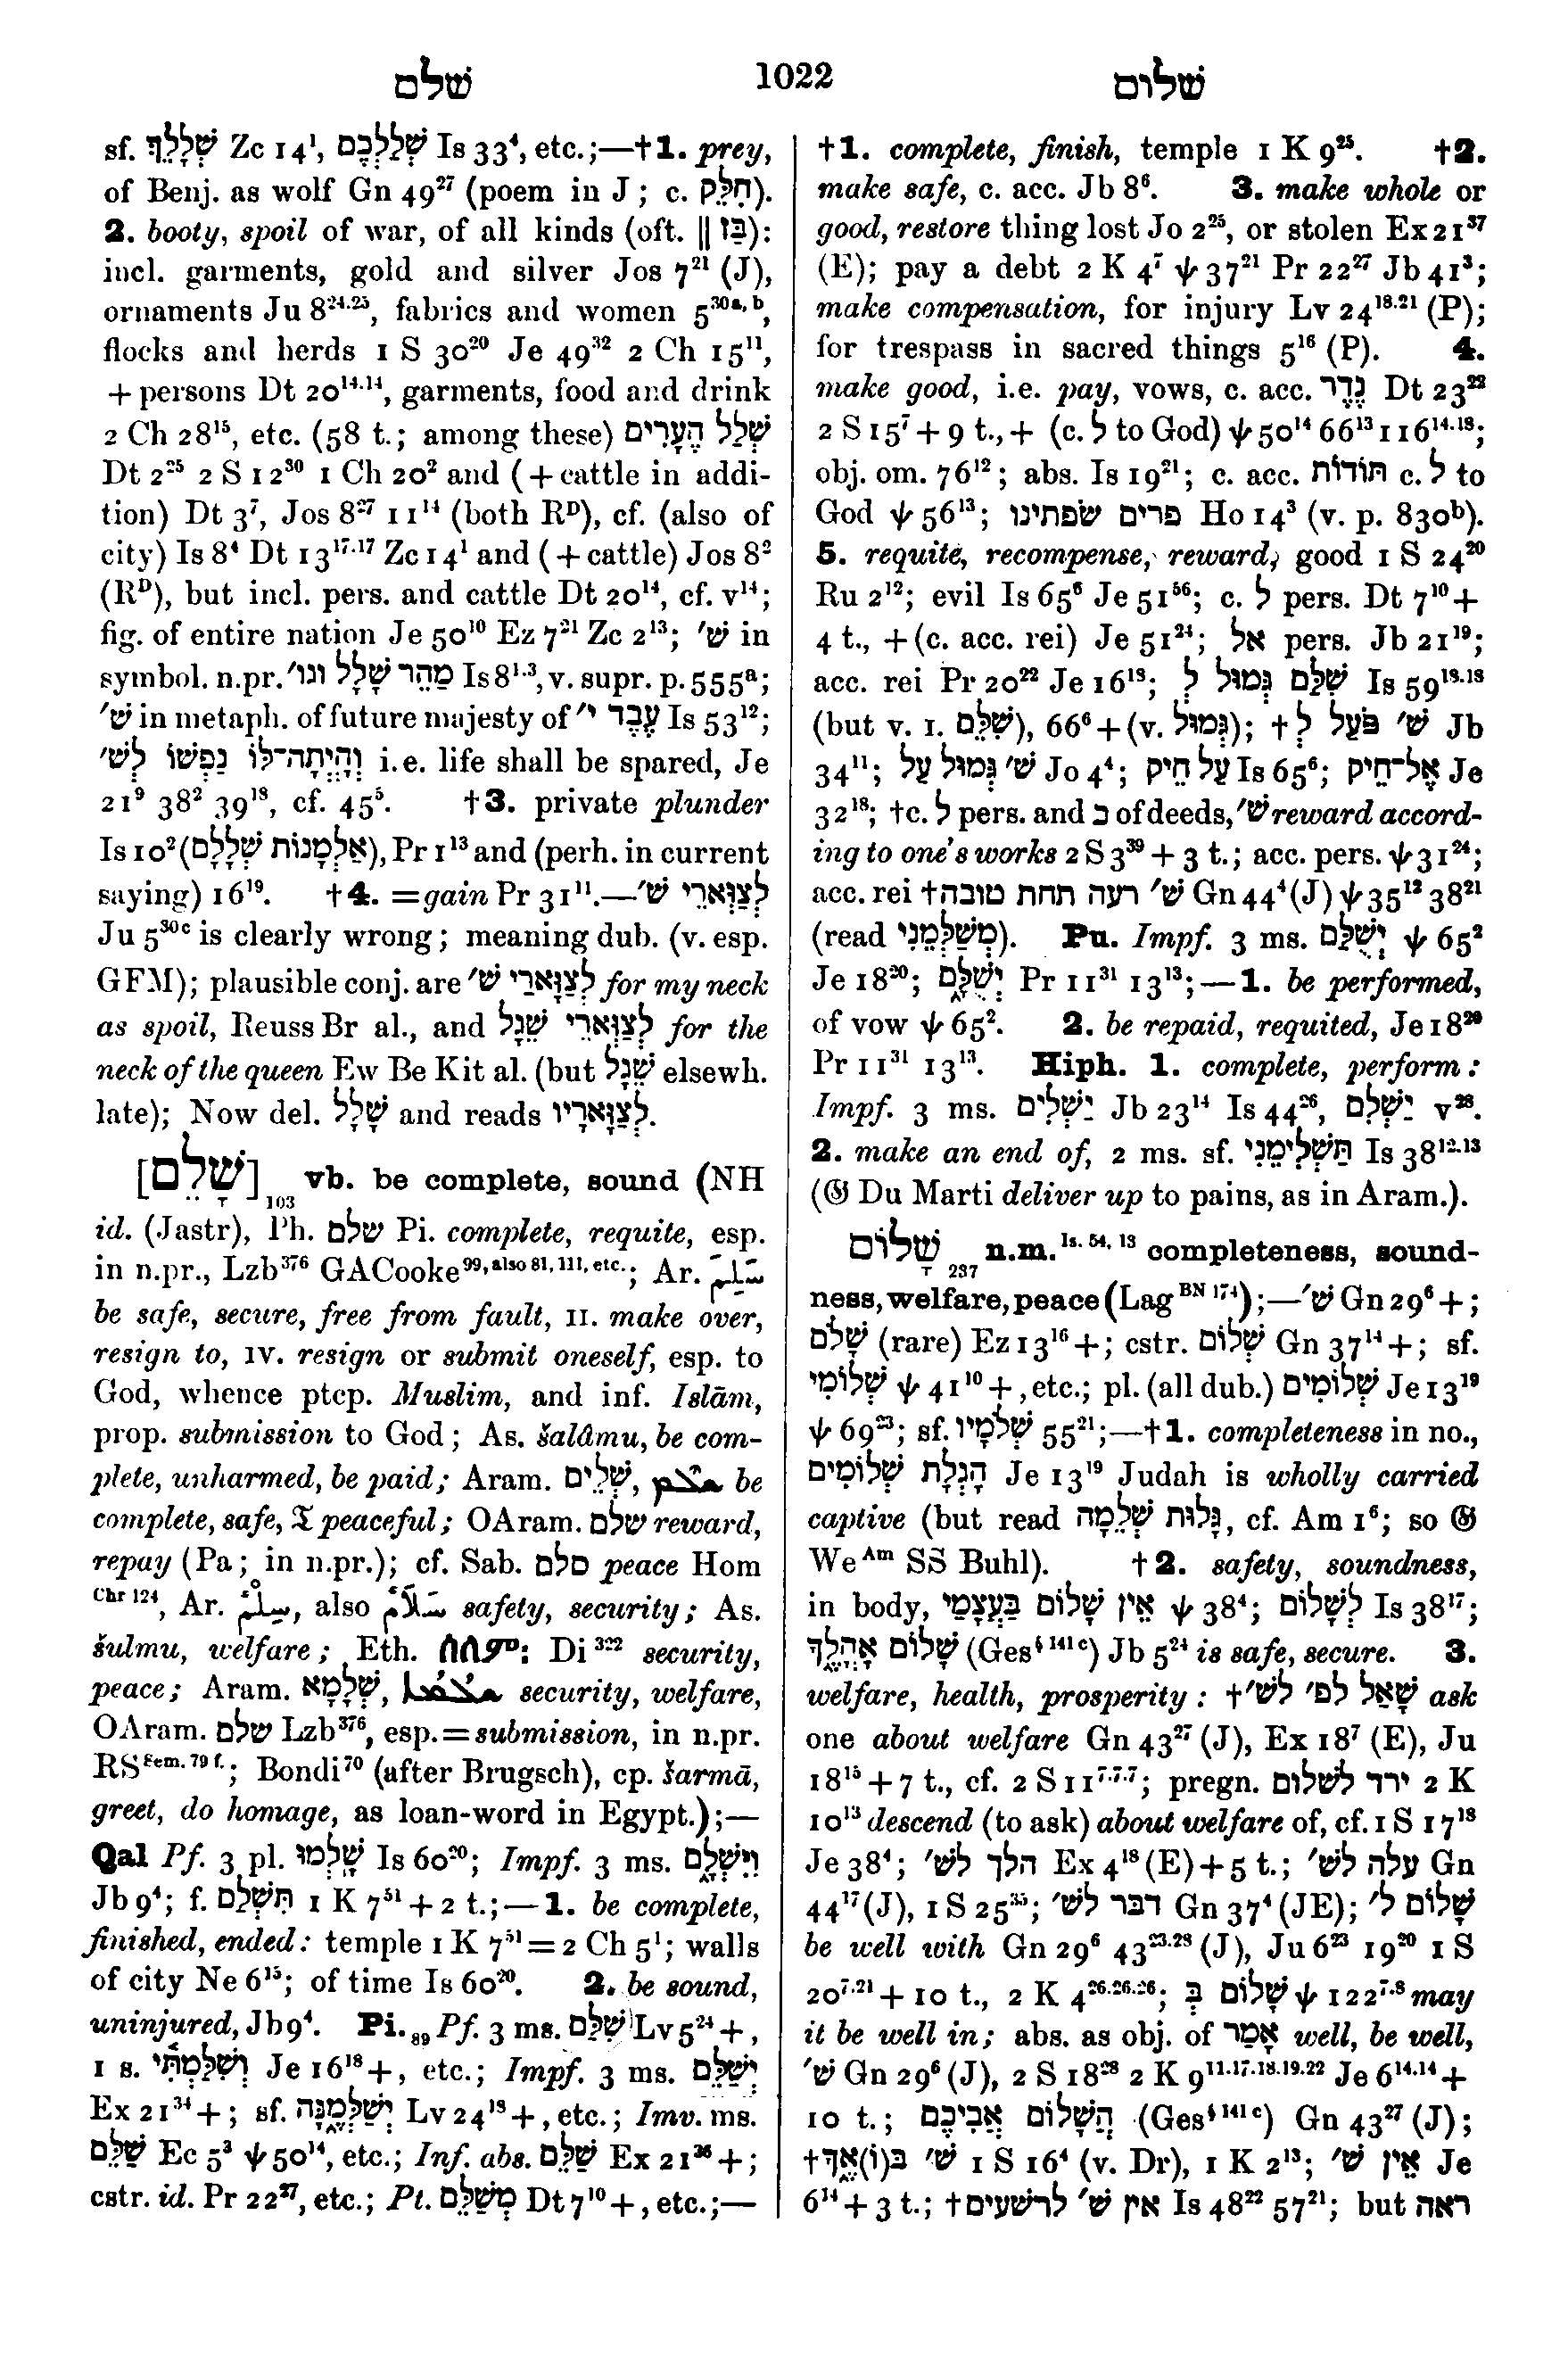 שלם 1022 שלום
sf. שְׁלָלֵךְ Zc 14¹, שְׁלַלְכֶם Is 33⁴, etc.;—†1. prey,
of Benj. as wolf Gn 49²⁷ (poem in J; c. חִלֵּק).
2. booty, spoil of war, of all kinds (oft. ‖ בַּז):
incl. garments, gold and silver Jos 7²¹ (J),
ornaments Ju 8²⁴·²⁵, fabrics and women 5³⁰ᵃ·ᵇ,
flocks and herds 1 S 30²⁰ Je 49³² 2 Ch 15¹¹,
+ persons Dt 20¹⁴·¹⁴, garments, food and drink
2 Ch 28¹⁵, etc. (58 t.; among these) שְׁלַל הֶעָרִים
Dt 2²⁵ 2 S 12³⁰ 1 Ch 20² and (+ cattle in addi-
tion) Dt 3⁷, Jos 8²⁷ 11¹⁴ (both Rᴰ), cf. (also of
city) Is 8⁴ Dt 13¹⁷·¹⁷ Zc 14¹ and (+ cattle) Jos 8²
(Rᴰ), but incl. pers. and cattle Dt 20¹⁴, cf. v¹⁴;
fig. of entire nation Je 50¹⁰ Ez 7²¹ Zc 2¹³; שׁ׳ in
symbol. n.pr. מַהֵר שָׁלָל וגו׳ Is 8¹·³, v. supr. p. 555ᵃ;
שׁ׳ in metaph. of future majesty of עֶבֶד י׳׳ Is 53¹²;
וְהָיְתָה־לּוֹ נַפְשׁוֹ לְשׁ׳ i.e. life shall be spared, Je
21⁹ 38² 39¹⁸, cf. 45⁵. †3. private plunder
Is 10² (אַלְמָנוֹת שְׁלָלָם), Pr 1¹³ and (perh. in current
saying) 16¹⁹. †4. = gain Pr 31¹¹.—לְצַוְּארֵי שׁ׳
Ju 5³⁰ᶜ is clearly wrong; meaning dub. (v. esp.
GFM); plausible conj. are לְצַוָּארַי שׁ׳ for my neck
as spoil, Reuss Br al., and לְצַוְּארֵי שֵׁגָל for the
neck of the queen Ew Be Kit al. (but שֵׁגָל elsewh.
late); Now del. שָׁלָל and reads לְצַוָּארָיו.
[שָׁלֵם]₁₀₃ vb. be complete, sound (NH
id. (Jastr), Ph. שלם Pi. complete, requite, esp.
in n.pr., Lzb³⁷⁶ GACooke⁹⁹, ᵃˡˢᵒ ⁸¹, ¹¹¹, ᵉᵗᶜ·; Ar. سَلِمَ
be safe, secure, free from fault, II. make over,
resign to, IV. resign or submit oneself, esp. to
God, whence ptcp. Muslim, and inf. Islām,
prop. submission to God; As. šalâmu, be com-
plete, unharmed, be paid; Aram. שְׁלֵים, ܫܠܶܡ be
complete, safe, 𝔗 peaceful; OAram. שלם reward,
repay (Pa; in n.pr.); cf. Sab. סלם peace Hom
ᶜʰʳ ¹²⁴, Ar. سِلْمٌ, also سَلَامٌ safety, security; As.
šulmu, welfare; Eth. ሰላም: Di³²² security,
peace; Aram. שְׁלָמָא, ܫܠܳܡܳܐ security, welfare,
OAram. שלם Lzb³⁷⁶, esp. = submission, in n.pr.
RSˢᵉᵐ· ⁷⁹ ᶠ·; Bondi⁷⁰ (after Brugsch), cp. šarmā,
greet, do homage, as loan-word in Egypt.);—
Qal Pf. 3 pl. שָׁלְמוּ Is 60²⁰; Impf. 3 ms. וַיִּשְׁלָם
Jb 9⁴; f. תִּשְׁלַם 1 K 7⁵¹ + 2 t.;—1. be complete,
finished, ended: temple 1 K 7⁵¹ = 2 Ch 5¹; walls
of city Ne 6¹⁵; of time Is 60²⁰. 2. be sound,
uninjured, Jb 9⁴. Pi.₈₉ Pf. 3 ms. שִׁלַּם Lv 5²⁴ +,
1 s. וְשִׁלַּמְתִּי Je 16¹⁸ +, etc.; Impf. 3 ms. יְשַׁלֵּם
Ex 21³⁴ +; sf. יְשַׁלְּמֶנָּה Lv 24¹⁸ +, etc.; Imv. ms.
שַׁלֵּם Ec 5³ ψ 50¹⁴, etc.; Inf. abs. שַׁלֵּם Ex 21³⁶ +;
cstr. id. Pr 22²⁷, etc.; Pt. מְשַׁלֵּם Dt 7¹⁰ +, etc.;—
†1. complete, finish, temple 1 K 9²⁵. †2.
make safe, c. acc. Jb 8⁶. 3. make whole or
good, restore thing lost Jo 2²⁵, or stolen Ex 21³⁷
(E); pay a debt 2 K 4⁷ ψ 37²¹ Pr 22²⁷ Jb 41³;
make compensation, for injury Lv 24¹⁸·²¹ (P);
for trespass in sacred things 5¹⁶ (P). 4.
make good, i.e. pay, vows, c. acc. נֶדֶר Dt 23²²
2 S 15⁷ + 9 t., + (c. ל to God) ψ 50¹⁴ 66¹³ 116¹⁴·¹⁸;
obj. om. 76¹²; abs. Is 19²¹; c. acc. תּוֹדוֹת c. ל to
God ψ 56¹³; פרים שׂפתינו Ho 14³ (v. p. 830ᵇ).
5. requite, recompense, reward, good 1 S 24²⁰
Ru 2¹²; evil Is 65⁶ Je 51⁵⁶; c. ל pers. Dt 7¹⁰ +
4 t., + (c. acc. rei) Je 51²⁴; אל pers. Jb 21¹⁹;
acc. rei Pr 20²² Je 16¹⁸; שִׁלַּם גְּמוּל לְ Is 59¹⁸·¹⁸
(but v. I. שִׁלֵּם), 66⁶ + (v. גְּמוּל); † שׁ׳ פֹּעַל לְ Jb
34¹¹; שׁ׳ גְּמוּל עַל Jo 4⁴; עַל חֵיק Is 65⁶; אֶל־חֵיק Je
32¹⁸; †c. ל pers. and כ of deeds, שׁ׳ reward accord-
ing to one's works 2 S 3³⁹ + 3 t.; acc. pers. ψ 31²⁴;
acc. rei †שׁ׳ רעה תחת טובה Gn 44⁴ (J) ψ 35¹² 38²¹
(read מְשַׁלְּמֵנִי). Pu. Impf. 3 ms. יְשֻׁלַּם ψ 65²
Je 18²⁰; יְשֻׁלָּם Pr 11³¹ 13¹³;—1. be performed,
of vow ψ 65². 2. be repaid, requited, Je 18²⁰
Pr 11³¹ 13¹³. Hiph. 1. complete, perform:
Impf. 3 ms. יַשְׁלִים Jb 23¹⁴ Is 44²⁶, יַשְׁלִם v²⁸.
2. make an end of, 2 ms. sf. תַּשְׁלִימֵנִי Is 38¹²·¹³
(𝔊 Du Marti deliver up to pains, as in Aram.).
שָׁלוֹם₂₃₇ n.m.ᴵˢ· ⁵⁴, ¹³ completeness, sound-
ness, welfare, peace (Lag ᴮᴺ ¹⁷⁴);—שׁ׳ Gn 29⁶ +;
שָׁלֹם (rare) Ez 13¹⁶ +; cstr. שְׁלוֹם Gn 37¹⁴ +; sf.
שְׁלוֹמִי ψ 41¹⁰ +, etc.; pl. (all dub.) שְׁלוֹמִים Je 13¹⁹
ψ 69²³; sf. שְׁלֹמָיו 55²¹;—†1. completeness in no.,
הָגְלָת שְׁלוֹמִים Je 13¹⁹ Judah is wholly carried
captive (but read גָּלוּת שְׁלֵמָה, cf. Am 1⁶; so 𝔊
Weᴬᵐ SS Buhl). †2. safety, soundness,
in body, אֵין שָׁלוֹם בַּעֲצָמַי ψ 38⁴; לְשָׁלוֹם Is 38¹⁷;
שָׁלוֹם אָהֳלֶךָ (Ges§ ¹⁴¹ ᶜ) Jb 5²⁴ is safe, secure. 3.
welfare, health, prosperity: †שָׁאַל לפ׳ לְשׁ׳ ask
one about welfare Gn 43²⁷ (J), Ex 18⁷ (E), Ju
18¹⁵ + 7 t., cf. 2 S 11⁷·⁷·⁷; pregn. ירד לשלום 2 K
10¹³ descend (to ask) about welfare of, cf. 1 S 17¹⁸
Je 38⁴; הלך לשׁ׳ Ex 4¹⁸ (E) + 5 t.; עלה לשׁ׳ Gn
44¹⁷ (J), 1 S 25³⁵; דבר לשׁ׳ Gn 37⁴ (JE); שָׁלוֹם ל׳
be well with Gn 29⁶ 43²³·²⁸ (J), Ju 6²³ 19²⁰ 1 S
20⁷·²¹ + 10 t., 2 K 4²⁶·²⁶·²⁶; שָׁלוֹם בְּ ψ 122⁷·⁸ may
it be well in; abs. as obj. of אָמַר well, be well,
שׁ׳ Gn 29⁶ (J), 2 S 18²⁸ 2 K 9¹¹·¹⁷·¹⁸·¹⁹·²² Je 6¹⁴·¹⁴ +
10 t.; הֲשָׁלוֹם אֲבִיכֶם (Ges§ ¹⁴¹ ᶜ) Gn 43²⁷ (J);
†שׁ׳ בּ(וֹ)אֶךָ 1 S 16⁴ (v. Dr), 1 K 2¹³; אֵין שׁ׳ Je
6¹⁴ + 3 t.; †אין שׁ׳ לרשׁעים Is 48²² 57²¹; but ראה